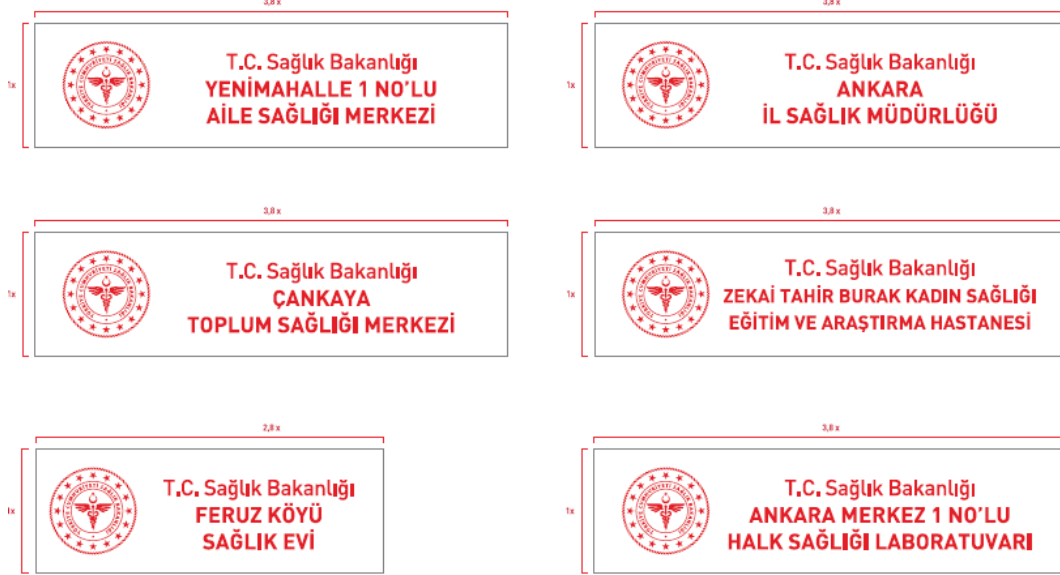 3,8 x
1x
T.C. Sağlık Bakanlığı
YENİMAHALLE 1 NO'LU
AİLE SAĞLIĞI MERKEZİ
3,8 x
T.C. Sağlık Bakanlığı
ANKARA
İL SAĞLIK MÜDÜRLÜĞÜ
3,8 x
1x
T.C. Sağlık Bakanlığı
ÇANKAYA
TOPLUM SAĞLIĞI MERKEZİ
3,8 x
1x
T.C. Sağlık Bakanlığı
ZEKAİ TAHİR BURAK KADIN SAĞLIĞI
EĞİTİM VE ARAŞTIRMA HASTANESİ
2,8 x
1x
T.C. Sağlık Bakanlığı
FERUZ KÖYÜ
SAĞLIK EVİ
3,8 x
1x
T.C. Sağlık Bakanlığı
ANKARA MERKEZ 1 NO'LU
HALK SAĞLIĞI LABORATUVARI